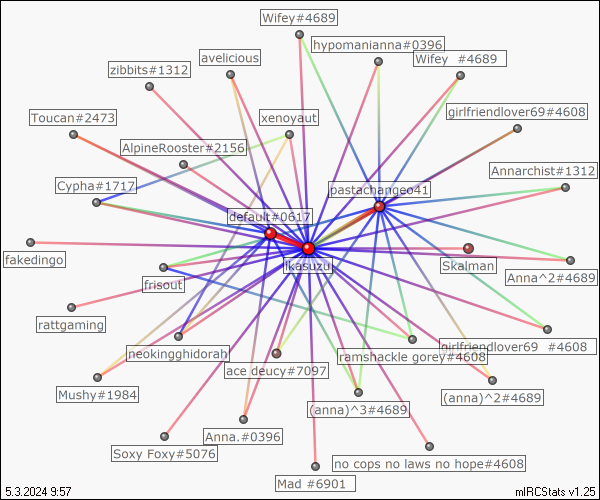 Wifey#4689
hypomanianna#0396
Wifey #4689
avelicious
zibbits#1312
girlfriendlover69#4608
Toucan#2473
xenoyaut
AlpineRooster#2156
Annarchist#1312
Cypha#1717
pastachangeo41
default#0617
fakedingo
Ikasuzu
Skalman
Anna^2#4689
frisout
rattgaming
girlfriendlover69 #4608
neokingghidorah
ramshackle gorey#4608
ace deucy#7097
Mushy#1984
(anna)^3#4689
(anna)^2#4689
Anna.#0396
Soxy Foxy#5076
no cops no laws no hope#4608
Mad #6901
5.3.2024 9:57
mIRCStats v1.25